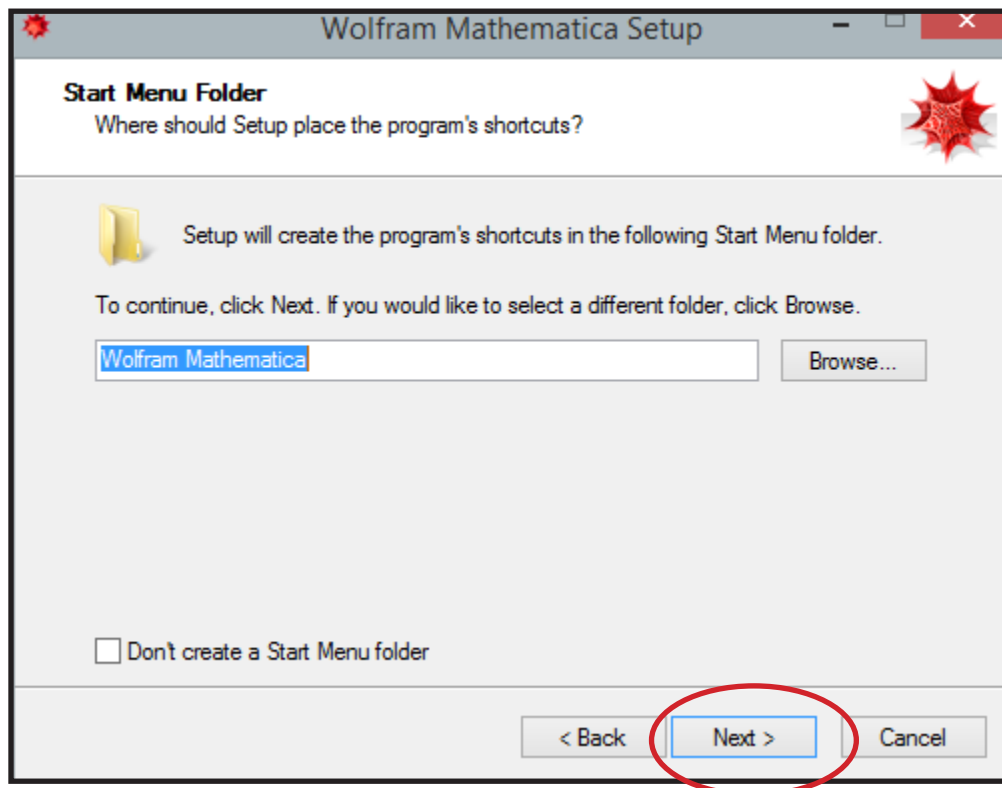 Wolfram Mathematica Setup
Start Menu Folder
Where should Setup place the program's shortcuts?
Setup will create the program's shortcuts in the following Start Menu folder.
To continue, click Next. If you would like to select a different folder, click Browse.
Wolfram Mathematica
Browse...
Don't create a Start Menu folder
< Back
Next >
Cancel